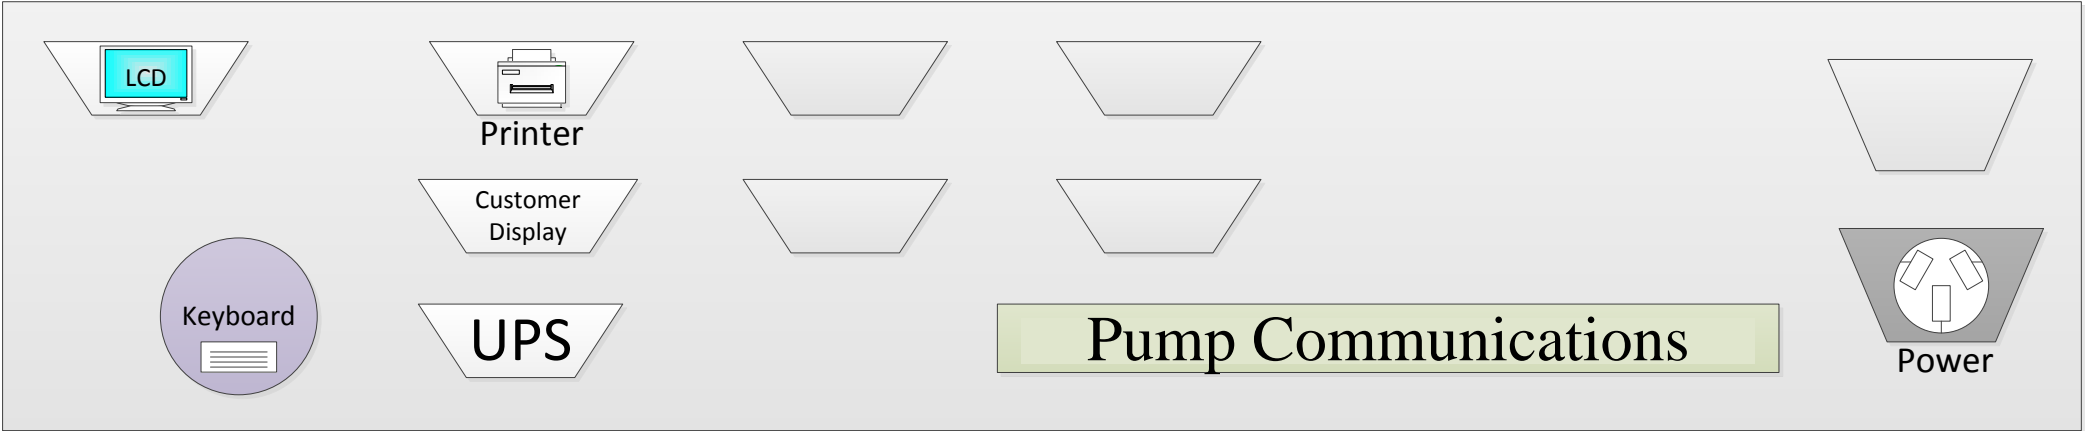 LCD
Printer
Customer
Display
Keyboard
UPS
Pump Communications
Power